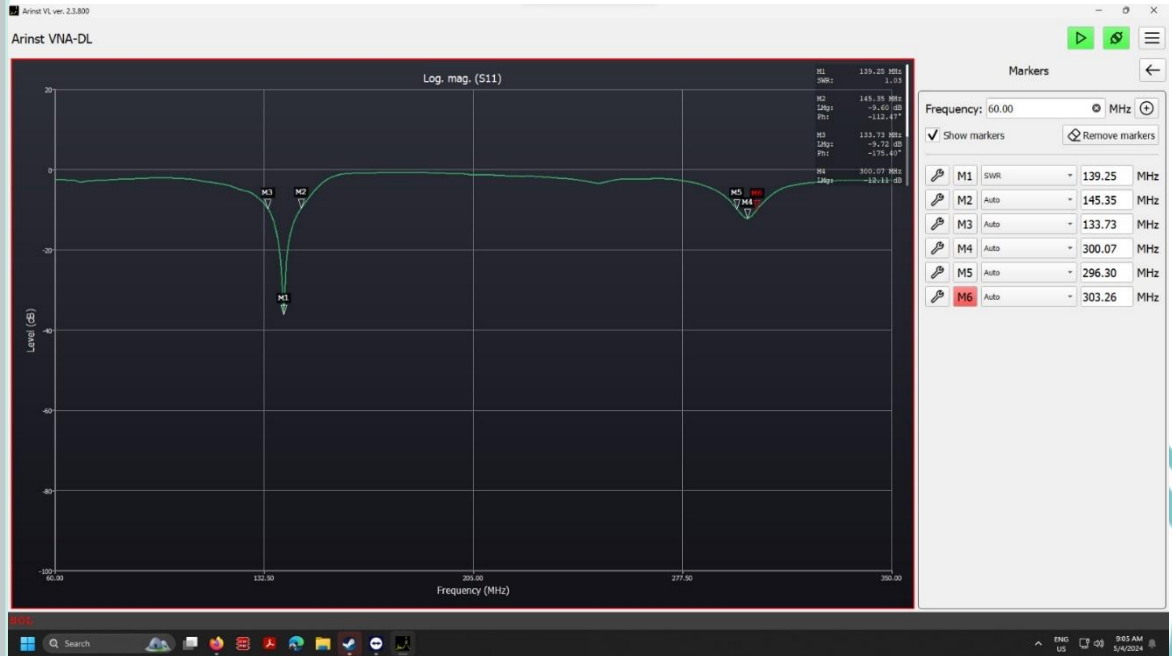 Arinst VL ver. 2.3.800
Arinst VNA-DL
Log. mag. (S11)
M1 139.25 MHz
SWR: 1.03
M2 145.35 MHz
LMg: -9.60 dB
Ph: -112.47°
M3 133.73 MHz
LMg: -9.72 dB
Ph: -175.40°
M4 300.07 MHz
LMg: -12.11 dB
20
0
-20
-40
-60
-80
-100
Level (dB)
M3 M2
M1
M5 M6
M4
60.00 132.50 205.00 277.50 350.00
Frequency (MHz)
Markers
Frequency: 60.00 MHz
Show markers Remove markers
M1 SWR 139.25 MHz
M2 Auto 145.35 MHz
M3 Auto 133.73 MHz
M4 Auto 300.07 MHz
M5 Auto 296.30 MHz
M6 Auto 303.26 MHz
Search
ENG
US
9:05 AM
5/4/2024